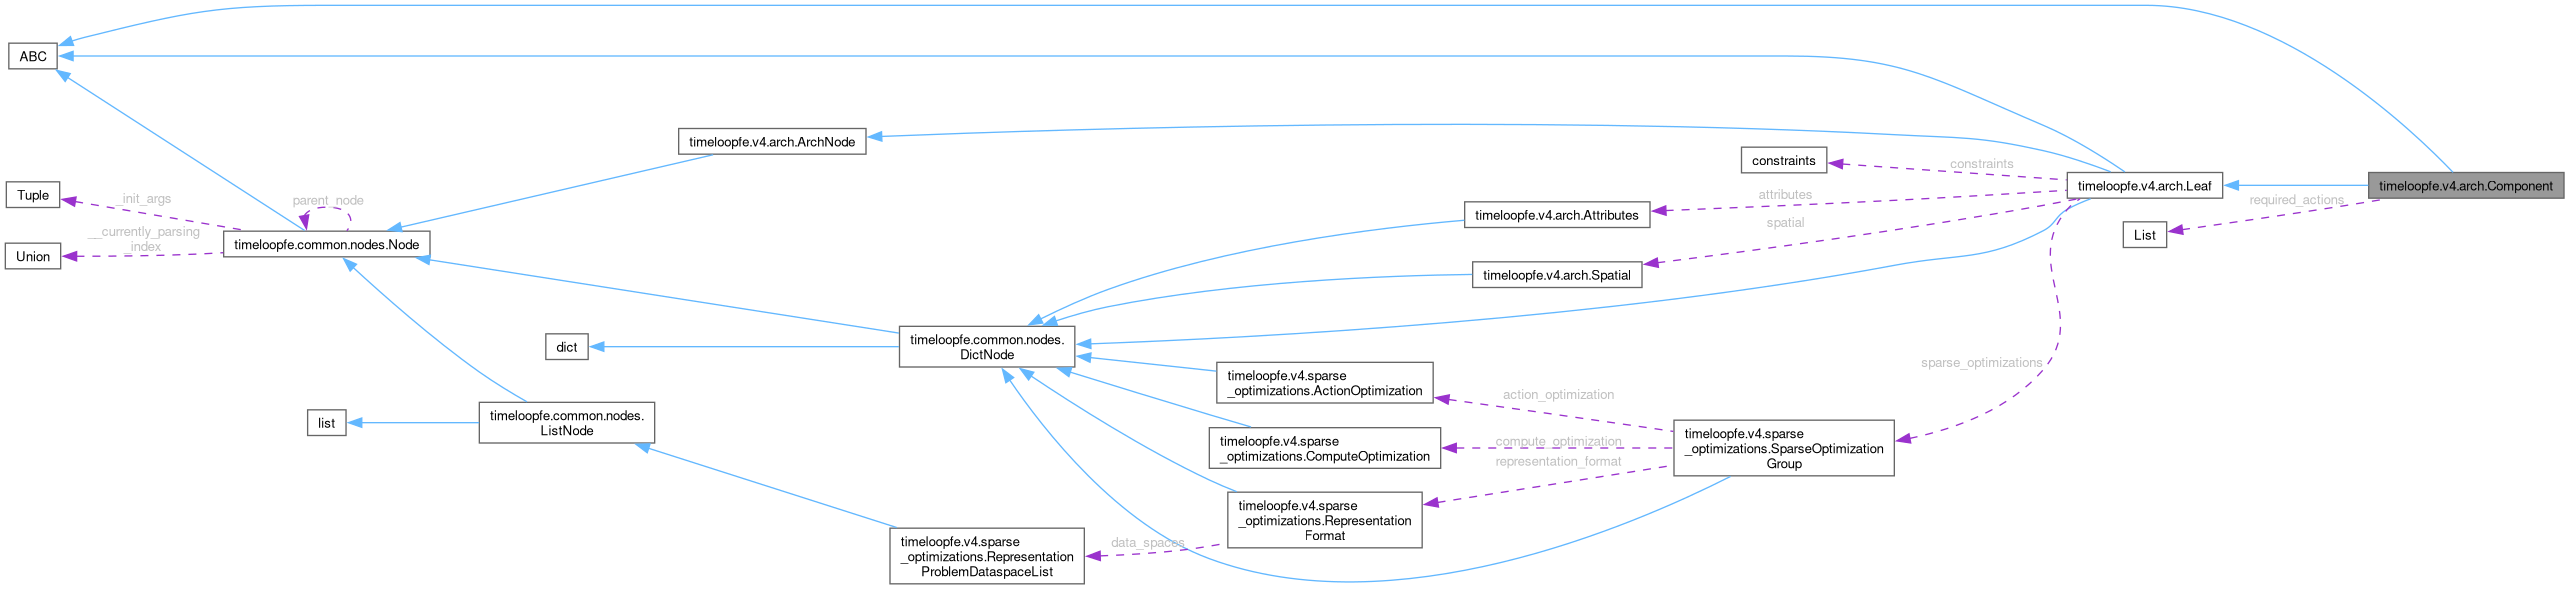 ABC
timeloopfe.v4.arch.ArchNode
constraints
constraints
timeloopfe.v4.arch.Leaf
timeloopfe.v4.arch.Component
Tuple
_init_args
parent_node
attributes
required_actions
timeloopfe.v4.arch.Attributes
spatial
List
__currently_parsing
_index
Union
timeloopfe.common.nodes.Node
timeloopfe.v4.arch.Spatial
dict
timeloopfe.common.nodes.
DictNode
sparse_optimizations
timeloopfe.v4.sparse
_optimizations.ActionOptimization
action_optimization
list
timeloopfe.common.nodes.
ListNode
timeloopfe.v4.sparse
_optimizations.ComputeOptimization
compute_optimization
representation_format
timeloopfe.v4.sparse
_optimizations.SparseOptimization
Group
timeloopfe.v4.sparse
_optimizations.Representation
Format
data_spaces
timeloopfe.v4.sparse
_optimizations.Representation
ProblemDataspaceList